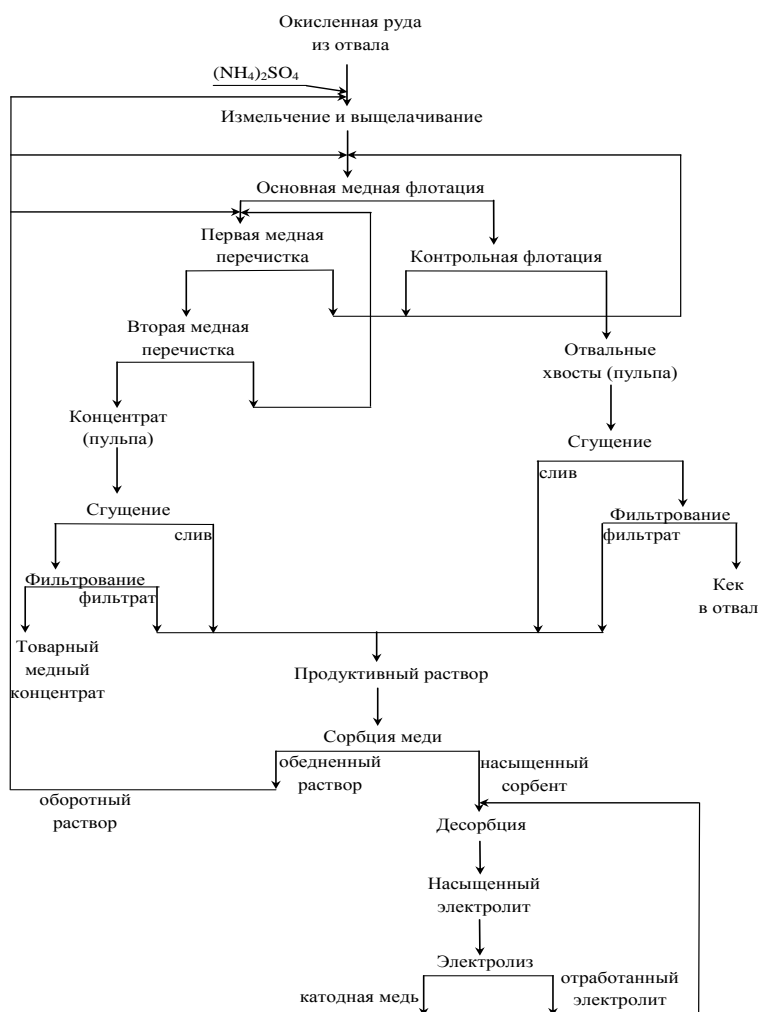 Окисленная руда
из отвала
(NH₄)₂SO₄
Измельчение и выщелачивание
Основная медная флотация
Первая медная
перечистка
Контрольная флотация
Вторая медная
перечистка
Отвальные
хвосты (пульпа)
Концентрат
(пульпа)
Сгущение
слив
Сгущение
слив
Фильтрование
фильтрат
Фильтрование
фильтрат
Кек
в отвал
Товарный
медный
концентрат
Продуктивный раствор
Сорбция меди
обедненный
раствор
насыщенный
сорбент
оборотный
раствор
Десорбция
Насыщенный
электролит
Электролиз
отработанный
электролит
катодная медь